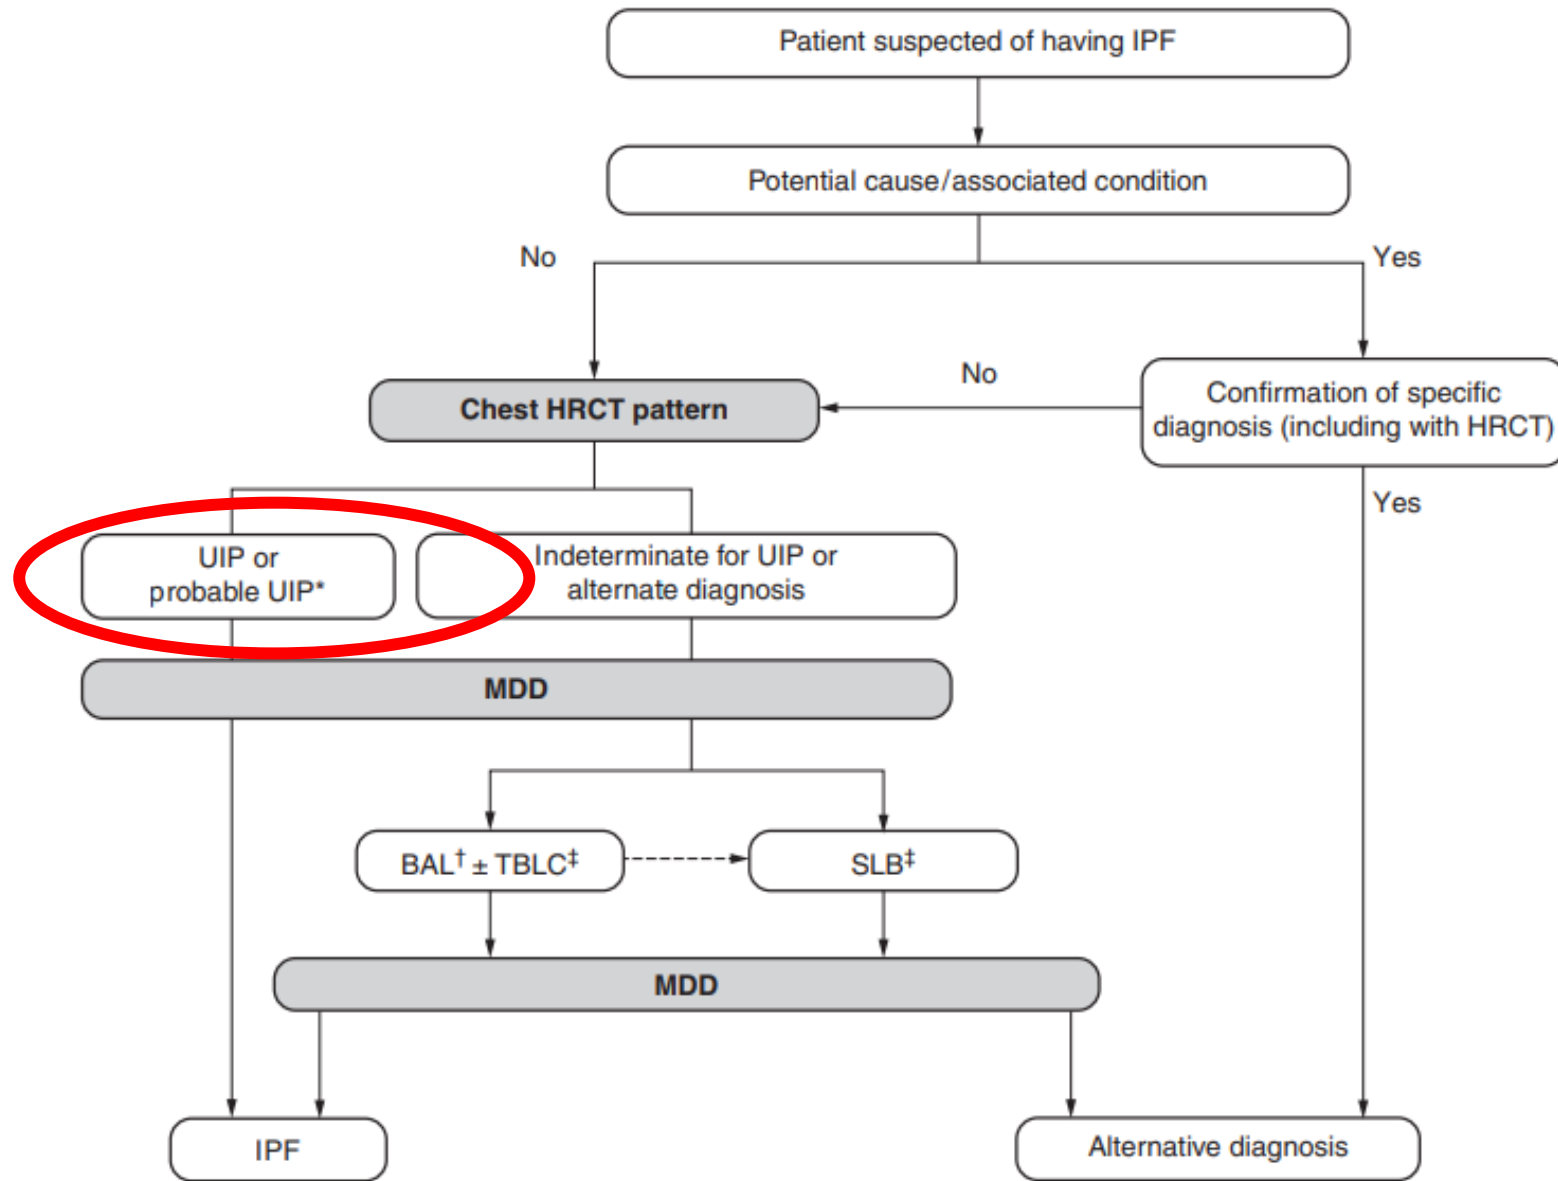 Patient suspected of having IPF
Potential cause/associated condition
No
Yes
Chest HRCT pattern
No
Confirmation of specific
diagnosis (including with HRCT)
Yes
UIP or
probable UIP*
Indeterminate for UIP or
alternate diagnosis
MDD
BAL† ± TBLC‡
SLB‡
MDD
IPF
Alternative diagnosis